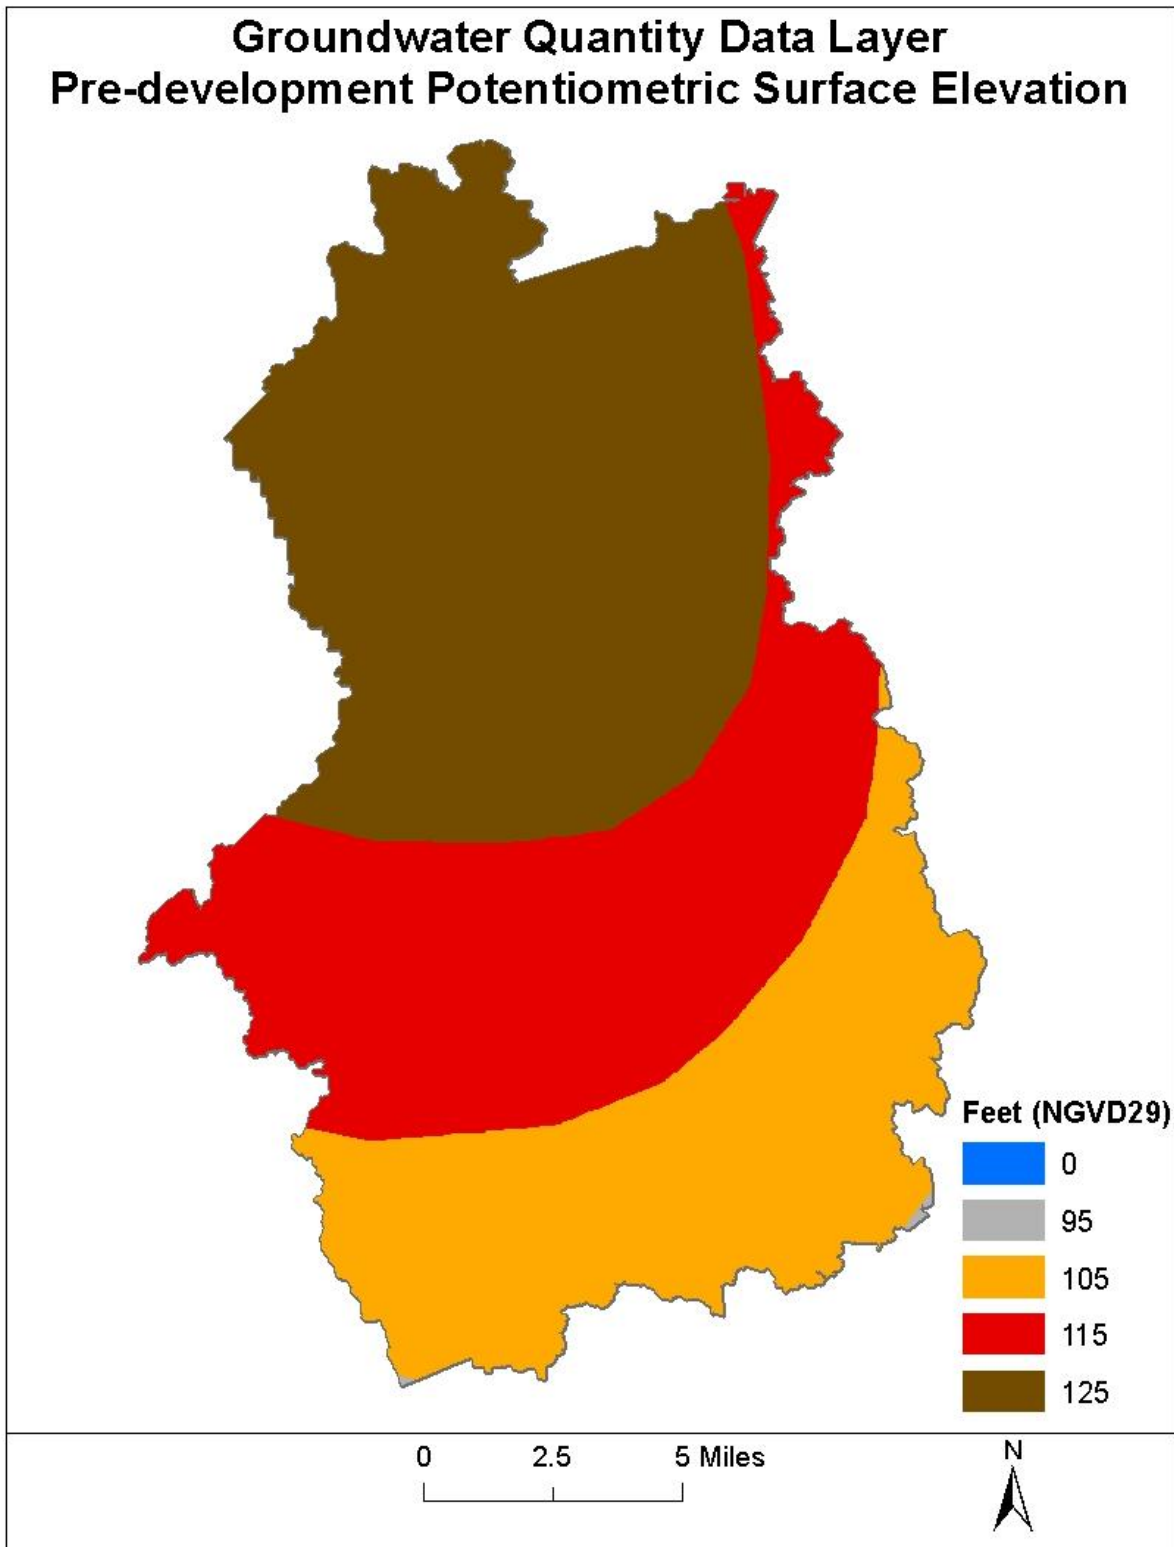 Groundwater Quantity Data Layer
Pre-development Potentiometric Surface Elevation
Feet (NGVD29)
0
95
105
115
125
0 2.5 5 Miles
N